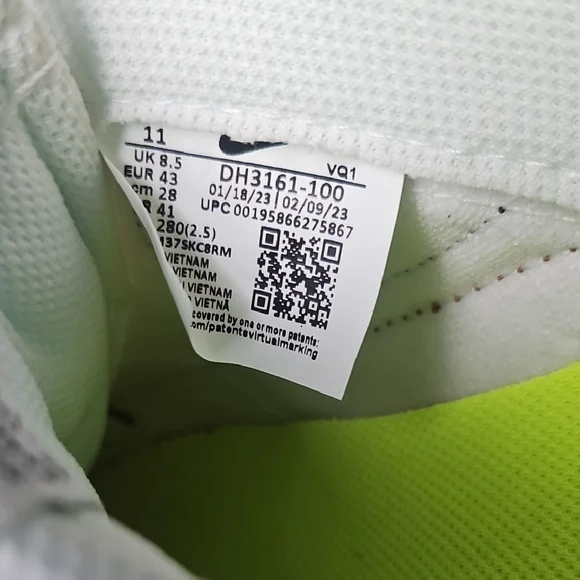 11
UK 8.5
EUR 43
cm 28
BR 41
280(2.5)
VIETNAM
VIETNAM
VIETNAM
VIETNÃ
VQ1
DH3161-100
01/18/23 | 02/09/23
UPC 00195866275867
covered by one or more patents:
.com/patentsvirtualmarking